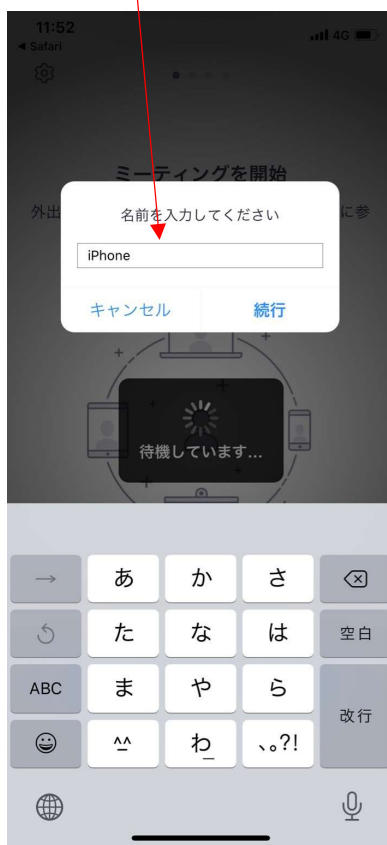 11:52
4G
◀ Safari
ミーティングを開始
外出
に参
名前を入力してください
iPhone
キャンセル
続行
待機しています...
→
あ
か
さ
た
な
は
空白
ABC
ま
や
ら
改行
^^
わ_
、。?!